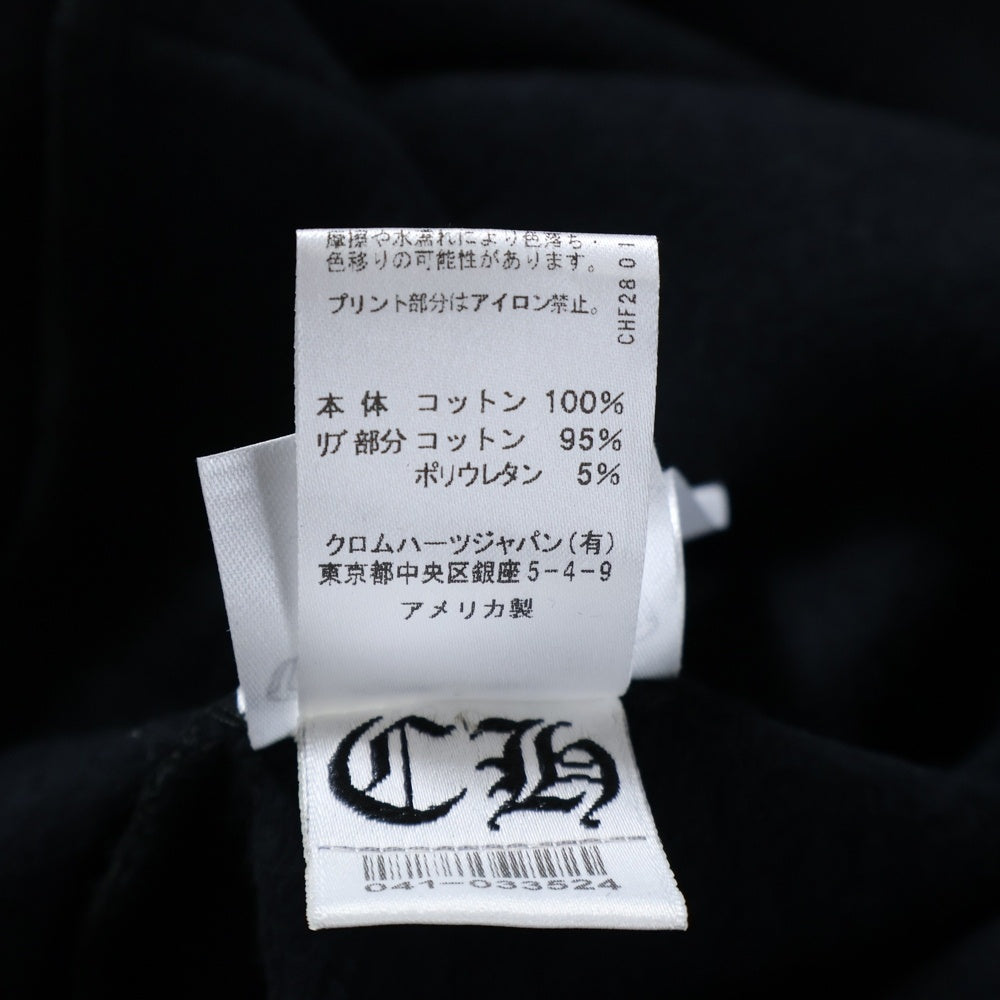 摩擦や水濡れにより色落ち・
色移りの可能性があります。
プリント部分はアイロン禁止。
CHF28 01
本体 コットン 100%
リブ部分 コットン 95%
ポリウレタン 5%
クロムハーツジャパン(有)
東京都中央区銀座5-4-9
アメリカ製
CH
041-033524